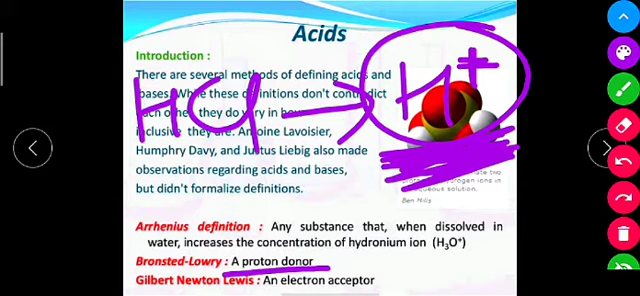 Acids
Introduction :
There are several methods of defining acids and
bases. While these definitions don't contradict
each other, they do vary in how
inclusive they are. Antoine Lavoisier,
Humphry Davy, and Justus Liebig also made
observations regarding acids and bases,
but didn't formalize definitions.
HCl → H+
Ben Mills
Arrhenius definition : Any substance that, when dissolved in
water, increases the concentration of hydronium ion (H₃O⁺)
Bronsted-Lowry : A proton donor
Gilbert Newton Lewis : An electron acceptor